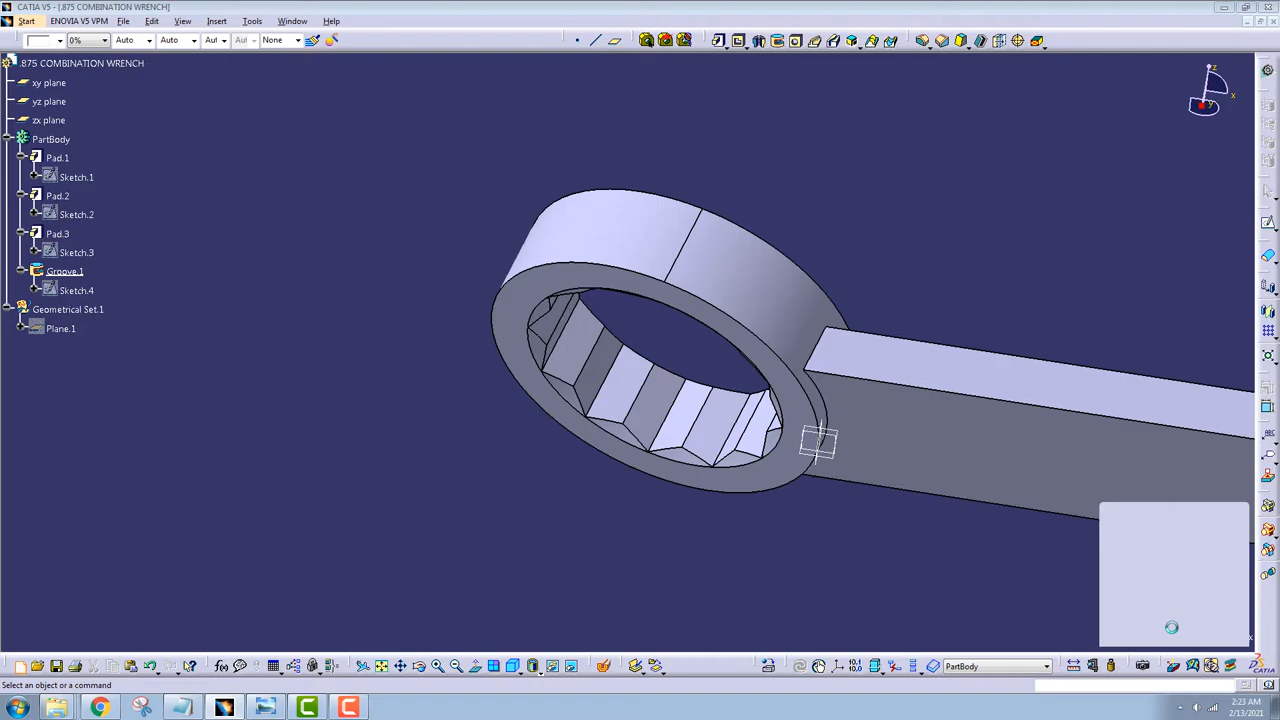 CATIA V5 - [.875 COMBINATION WRENCH]
Start ENOVIA V5 VPM File Edit View Insert Tools Window Help
0% Auto Auto Aut Aut None
.875 COMBINATION WRENCH
xy plane
yz plane
zx plane
PartBody
Pad.1
Sketch.1
Pad.2
Sketch.2
Pad.3
Sketch.3
Groove.1
Sketch.4
Geometrical Set.1
Plane.1
z
x
y
x
PartBody
CATIA
Select an object or a command
2:23 AM
2/13/2021